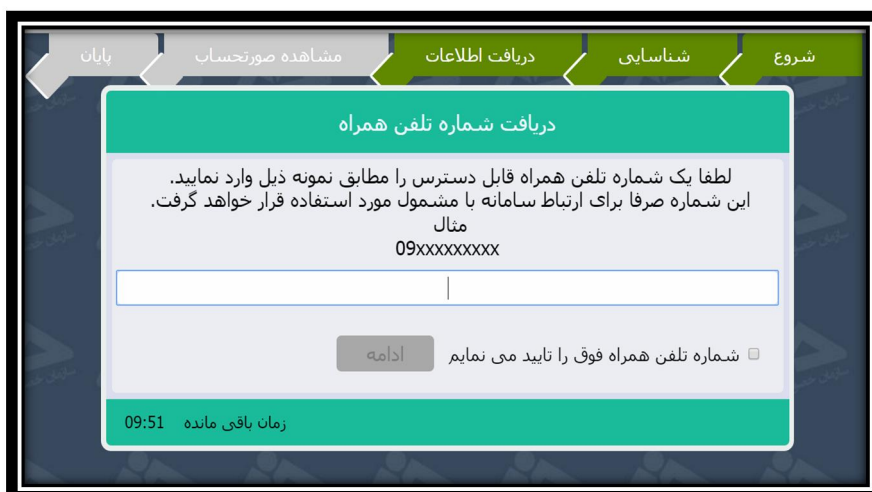 شروع
شناسایی
دریافت اطلاعات
مشاهده صورتحساب
پایان
دریافت شماره تلفن همراه
لطفا یک شماره تلفن همراه قابل دسترس را مطابق نمونه ذیل وارد نمایید.
این شماره صرفا برای ارتباط سامانه با مشمول مورد استفاده قرار خواهد گرفت.
مثال
09xxxxxxxxx
شماره تلفن همراه فوق را تایید می نمایم
ادامه
زمان باقی مانده 09:51